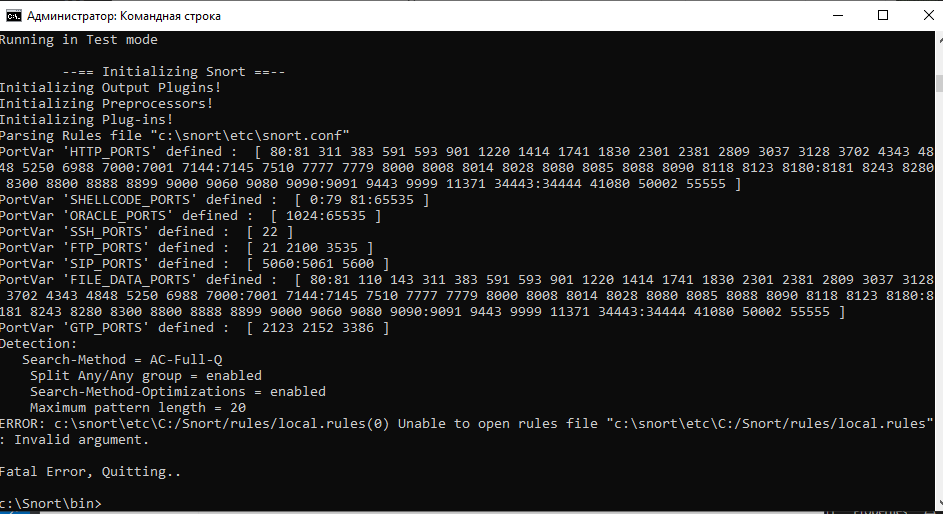 Администратор: Командная строка
Running in Test mode
--== Initializing Snort ==--
Initializing Output Plugins!
Initializing Preprocessors!
Initializing Plug-ins!
Parsing Rules file "c:\snort\etc\snort.conf"
PortVar 'HTTP_PORTS' defined :  [ 80:81 311 383 591 593 901 1220 1414 1741 1830 2301 2381 2809 3037 3128 3702 4343 48
48 5250 6988 7000:7001 7144:7145 7510 7777 7779 8000 8008 8014 8028 8080 8085 8088 8090 8118 8123 8180:8181 8243 8280
8300 8800 8888 8899 9000 9060 9080 9090:9091 9443 9999 11371 34443:34444 41080 50002 55555 ]
PortVar 'SHELLCODE_PORTS' defined :  [ 0:79 81:65535 ]
PortVar 'ORACLE_PORTS' defined :  [ 1024:65535 ]
PortVar 'SSH_PORTS' defined :  [ 22 ]
PortVar 'FTP_PORTS' defined :  [ 21 2100 3535 ]
PortVar 'SIP_PORTS' defined :  [ 5060:5061 5600 ]
PortVar 'FILE_DATA_PORTS' defined :  [ 80:81 110 143 311 383 591 593 901 1220 1414 1741 1830 2301 2381 2809 3037 3128
3702 4343 4848 5250 6988 7000:7001 7144:7145 7510 7777 7779 8000 8008 8014 8028 8080 8085 8088 8090 8118 8123 8180:8
181 8243 8280 8300 8800 8888 8899 9000 9060 9080 9090:9091 9443 9999 11371 34443:34444 41080 50002 55555 ]
PortVar 'GTP_PORTS' defined :  [ 2123 2152 3386 ]
Detection:
Search-Method = AC-Full-Q
Split Any/Any group = enabled
Search-Method-Optimizations = enabled
Maximum pattern length = 20
ERROR: c:\snort\etc\C:/Snort/rules/local.rules(0) Unable to open rules file "c:\snort\etc\C:/Snort/rules/local.rules"
: Invalid argument.
Fatal Error, Quitting..
c:\Snort\bin>